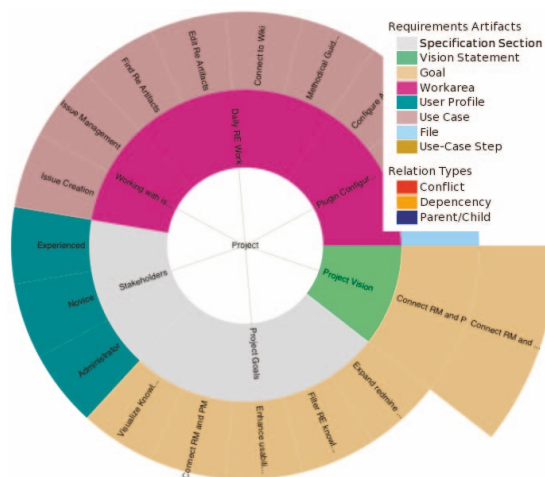 Requirements Artifacts
Specification Section
Vision Statement
Goal
Workarea
User Profile
Use Case
File
Use-Case Step
Relation Types
Conflict
Depencency
Parent/Child
Issue Creation
Issue Management
Find Re Artifacts
Edit Re Artifacts
Connect to Wiki
Methodical Guid...
Configure A
Working with is...
Daily RE Work
Plugin Configur...
Project
Stakeholders
Project Goals
Project Vision
Experienced
Novice
Administrator
Visualize Knowl...
Connect RM and PM
Enhance usabili...
Filter RE knowl...
Expand redmine ...
Connect RM and P
Connect RM and ...